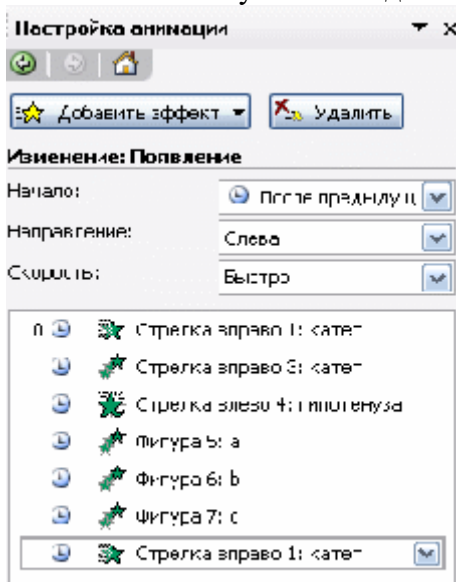 Настройка анимации
Добавить эффект Удалить
Изменение: Появление
Начало: После предыдущ
Направление: Слева
Скорость: Быстро
0 Стрелка вправо 1: катет
Стрелка вправо 3: катет
Стрелка влево 4: гипотенуза
Фигура 5: a
Фигура 6: b
Фигура 7: c
Стрелка вправо 1: катет